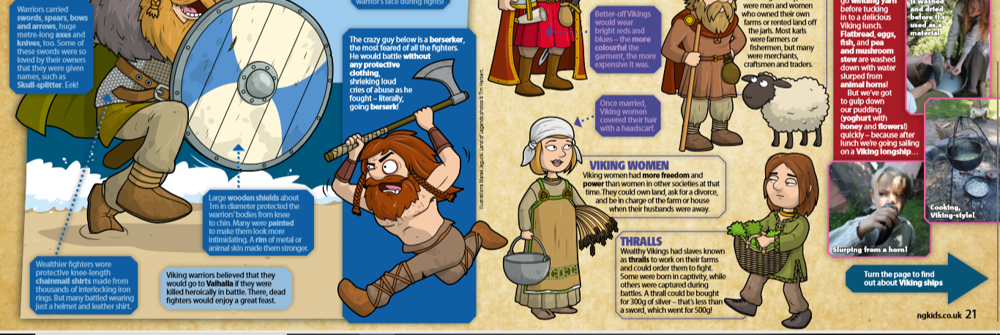 Warriors carried
swords, spears, bows
and arrows, huge
metre-long axes and
knives, too. Some of
these swords were so
loved by their owners
that they were given
names, such as
Skull-splitter. Eek!
warrior's face during fights!
The crazy guy below is a berserker,
the most feared of all the fighters.
He would battle without
any protective
clothing,
shrieking loud
cries of abuse as he
fought – literally,
going berserk!
Large wooden shields about
1m in diameter protected the
warriors' bodies from knee
to chin. Many were painted
to make them look more
intimidating. A rim of metal or
animal skin made them stronger.
Wealthier fighters wore
protective knee-length
chainmail shirts made from
thousands of interlocking iron
rings. But many battled wearing
just a helmet and leather shirt.
Viking warriors believed that they
would go to Valhalla if they were
killed heroically in battle. There, dead
fighters would enjoy a great feast.
Illustrations Marek Jagucki. Land of Legends photos © Tim Herbert.
Better-off Vikings
would wear
bright reds and
blues – the more
colourful the
garment, the more
expensive it was.
were men and women
who owned their own
farms or rented land off
the jarls. Most karls
were farmers or
fishermen, but many
were merchants,
craftsmen and traders.
Once married,
Viking women
covered their hair
with a headscarf.
VIKING WOMEN
Viking women had more freedom and
power than women in other societies at that
time. They could own land, ask for a divorce,
and be in charge of the farm or house
when their husbands were away.
THRALLS
Wealthy Vikings had slaves known
as thralls to work on their farms
and could order them to fight.
Some were born in captivity, while
others were captured during
battles. A thrall could be bought
for 300g of silver – that's less than
a sword, which went for 500g!
go winding yarn
before tucking
in to a delicious
Viking lunch.
Flatbread, eggs,
fish, and pea
and mushroom
stew are washed
down with water
slurped from
animal horns!
But we've got
to gulp down
our pudding
(yoghurt with
honey and flowers!)
quickly – because after
lunch we're going sailing
on a Viking longship…
is washed
and dried
before it's
used as a
material
Cooking,
Viking-style!
Slurping from a horn!
Turn the page to find
out about Viking ships
ngkids.co.uk 21